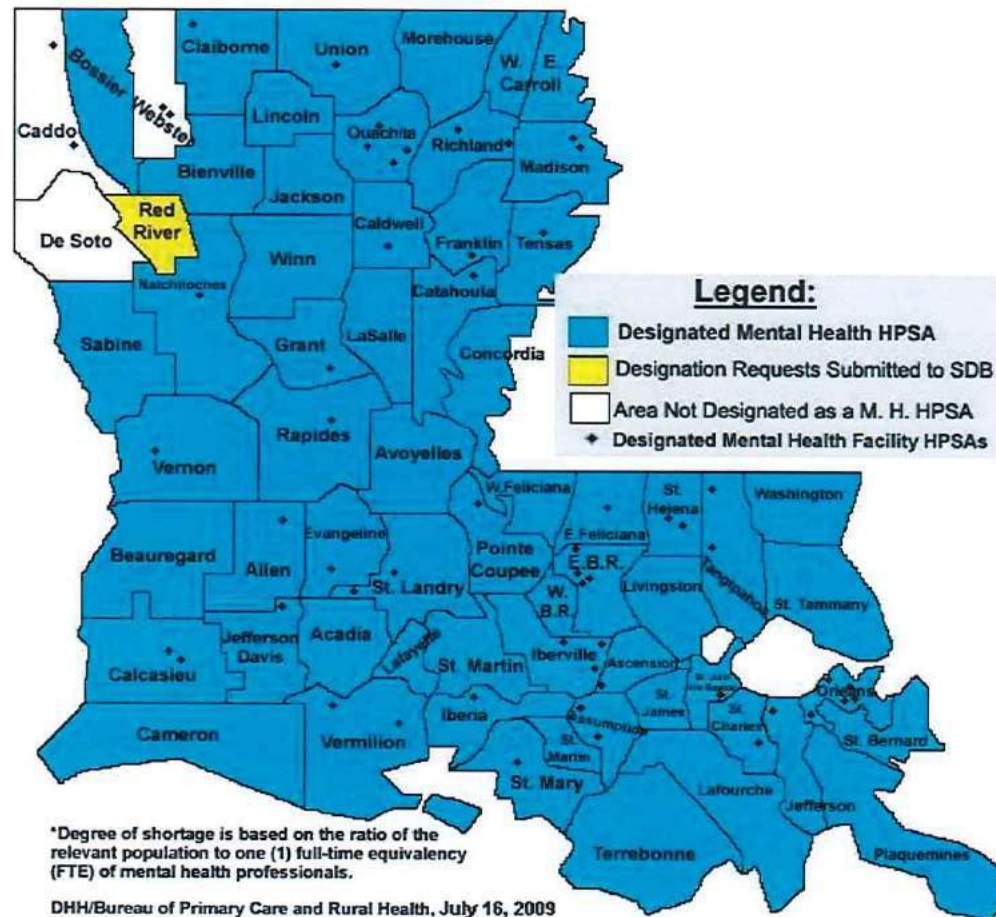 Claiborne
Union
Morehouse
W.
Carroll
E.
Bossier
Webster
Lincoln
Caddo
Ouachita
Richland
Madison
Bienville
Jackson
Red
River
De Soto
Caldwell
Franklin
Tensas
Winn
Natchitoches
Catahoula
Sabine
Grant
LaSalle
Concordia
Legend:
Designated Mental Health HPSA
Designation Requests Submitted to SDB
Area Not Designated as a M. H. HPSA
Designated Mental Health Facility HPSAs
Rapides
Avoyelles
Vernon
W.Feliciana
St.
Helena
Washington
E.Feliciana
Beauregard
Allen
Evangeline
St. Landry
Pointe
Coupee
E.B.R.
W.
B.R.
Livingston
Tangipahoa
St. Tammany
Jefferson
Davis
Acadia
Lafayette
St. Martin
Iberville
Ascension
Calcasieu
St.
James
St. John
St.
Charles
Orleans
Cameron
Vermilion
Iberia
Assumption
St.
Martin
St. Bernard
St. Mary
Lafourche
Jefferson
Terrebonne
Plaquemines
*Degree of shortage is based on the ratio of the
relevant population to one (1) full-time equivalency
(FTE) of mental health professionals.
DHH/Bureau of Primary Care and Rural Health, July 16, 2009